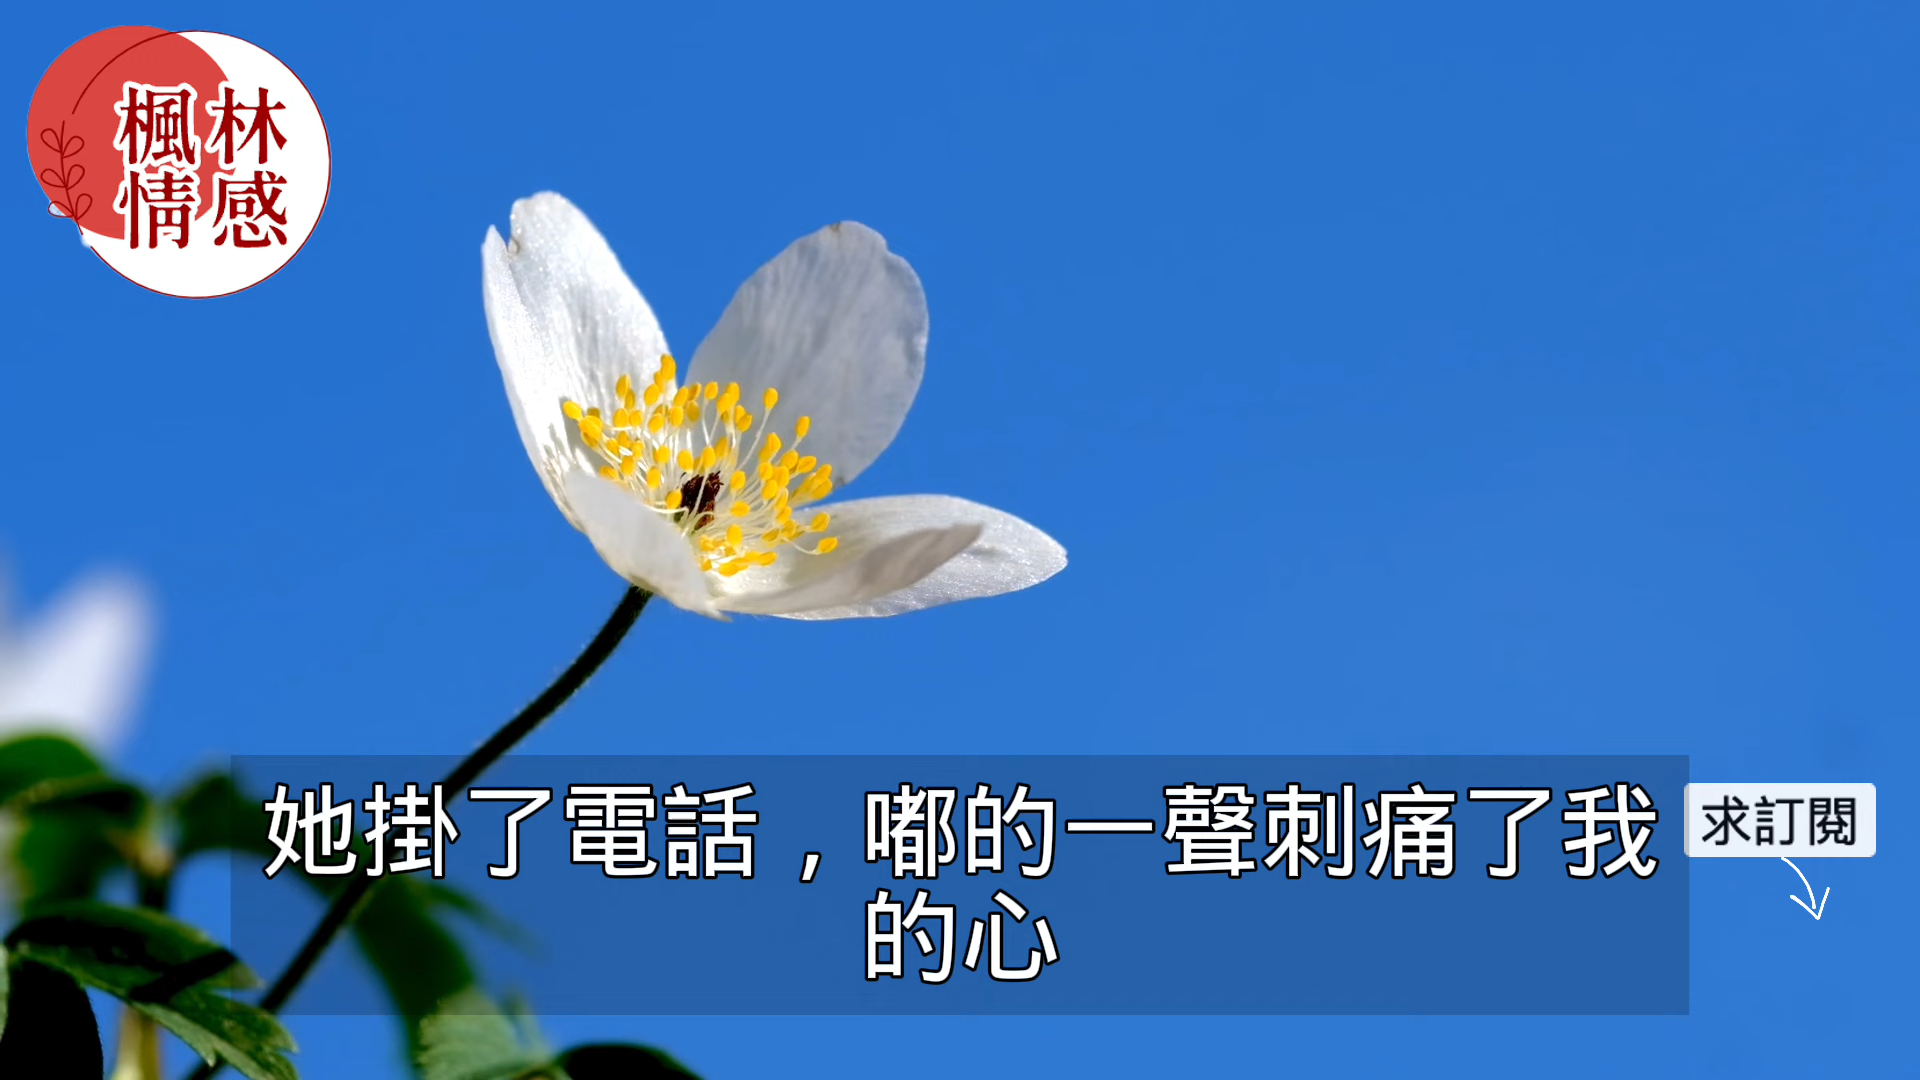 楓林
情感
她掛了電話，嘟的一聲刺痛了我
的心
求訂閱